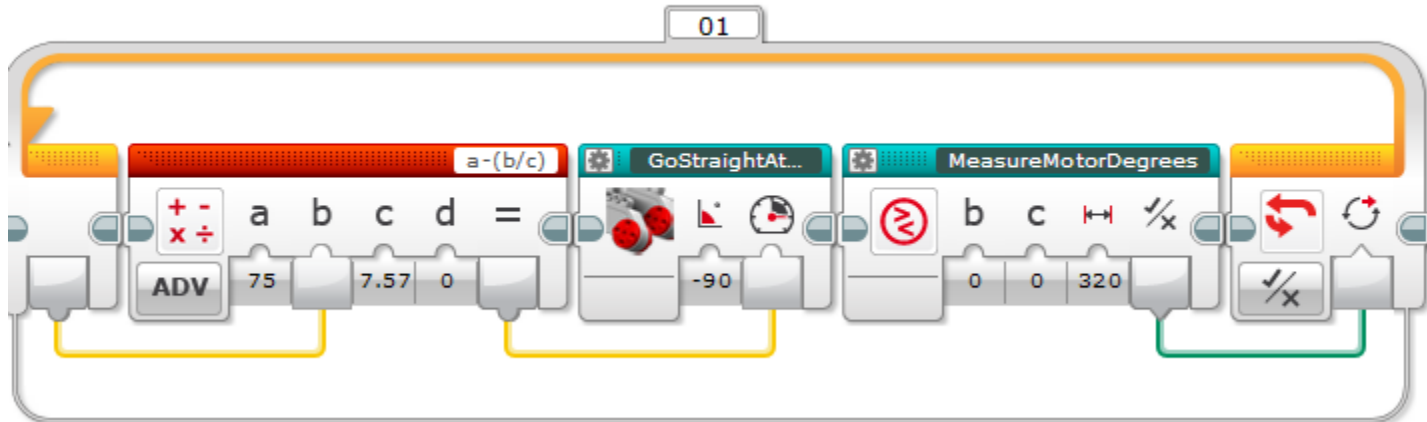 01
a-(b/c)
GoStraightAt...
MeasureMotorDegrees
+ -
x ÷
a b c d =
b c
ADV 75 7.57 0
-90
0 0 320